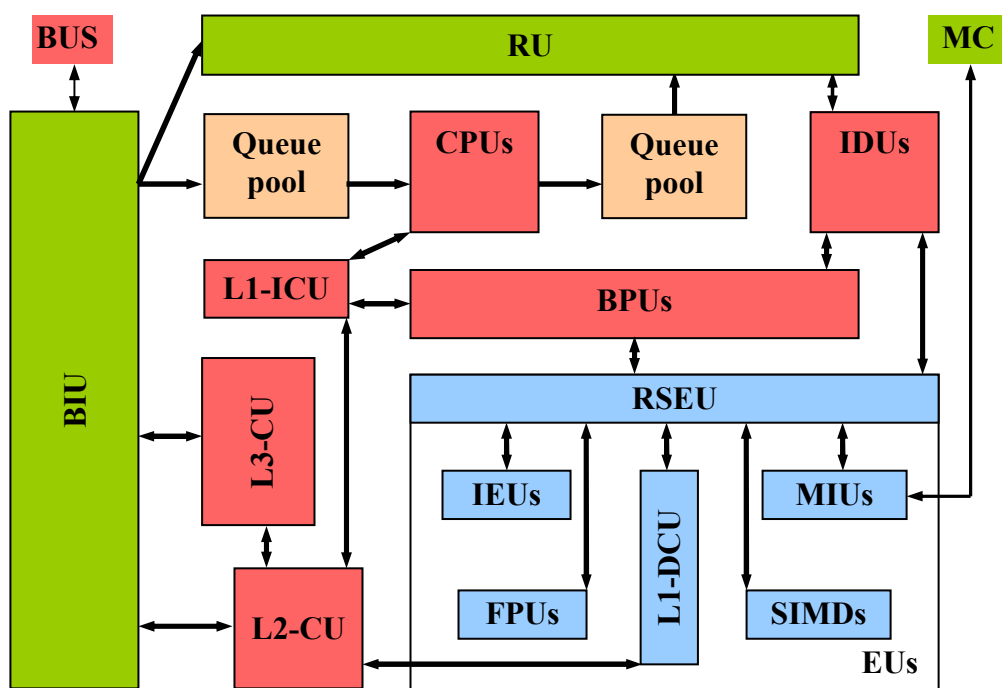 BUS
RU
MC
Queue
pool
CPUs
Queue
pool
IDUs
L1-ICU
BPUs
BIU
L3-CU
RSEU
IEUs
MIUs
L1-DCU
FPUs
SIMDs
L2-CU
EUs